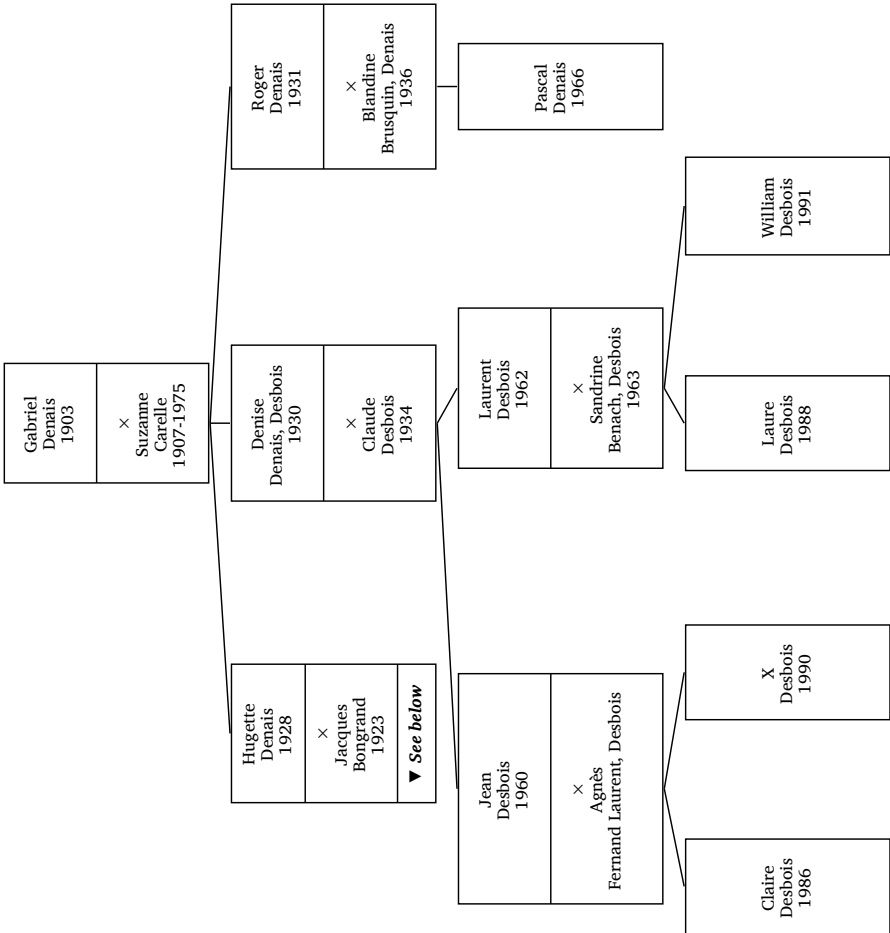 Gabriel
Denais
1903
×
Suzanne
Carelle
1907-1975
Hugette
Denais
1928
×
Jacques
Bongrand
1923
▼ See below
Denise
Denais, Desbois
1930
×
Claude
Desbois
1934
Roger
Denais
1931
×
Blandine
Brusquin, Denais
1936
Jean
Desbois
1960
×
Agnès
Fernand Laurent, Desbois
Laurent
Desbois
1962
×
Sandrine
Benach, Desbois
1963
Pascal
Denais
1966
Claire
Desbois
1986
X
Desbois
1990
Laure
Desbois
1988
William
Desbois
1991